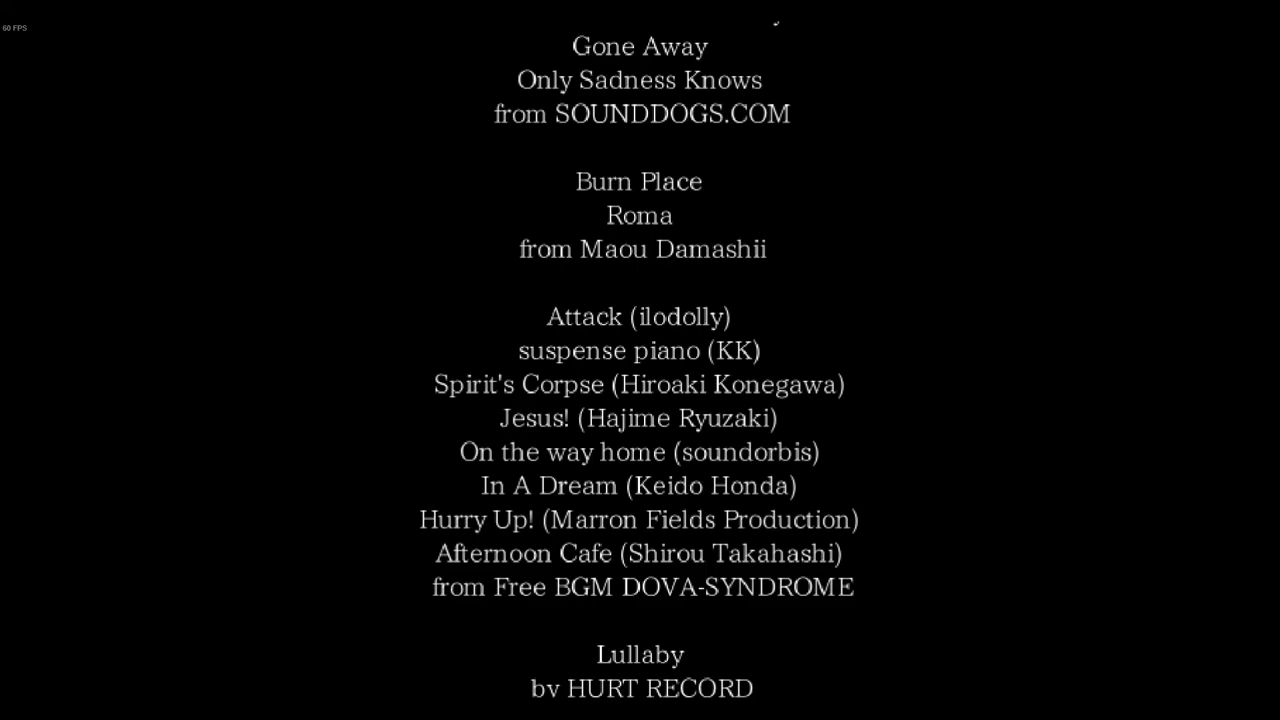 60 FPS
Gone Away
Only Sadness Knows
from SOUNDDOGS.COM
Burn Place
Roma
from Maou Damashii
Attack (ilodolly)
suspense piano (KK)
Spirit's Corpse (Hiroaki Konegawa)
Jesus! (Hajime Ryuzaki)
On the way home (soundorbis)
In A Dream (Keido Honda)
Hurry Up! (Marron Fields Production)
Afternoon Cafe (Shirou Takahashi)
from Free BGM DOVA-SYNDROME
Lullaby
by HURT RECORD